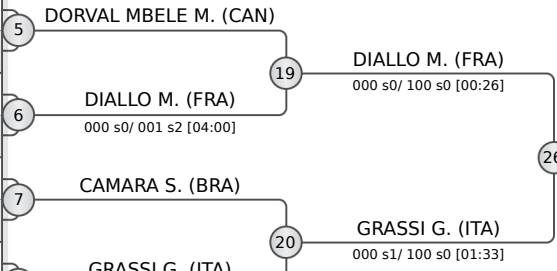 DORVAL MBELE M. (CAN)
5
DIALLO M. (FRA)
19
000 s0/ 100 s0 [00:26]
DIALLO M. (FRA)
6
000 s0/ 001 s2 [04:00]
26
CAMARA S. (BRA)
7
GRASSI G. (ITA)
20
000 s1/ 100 s0 [01:33]
GRASSI G. (ITA)